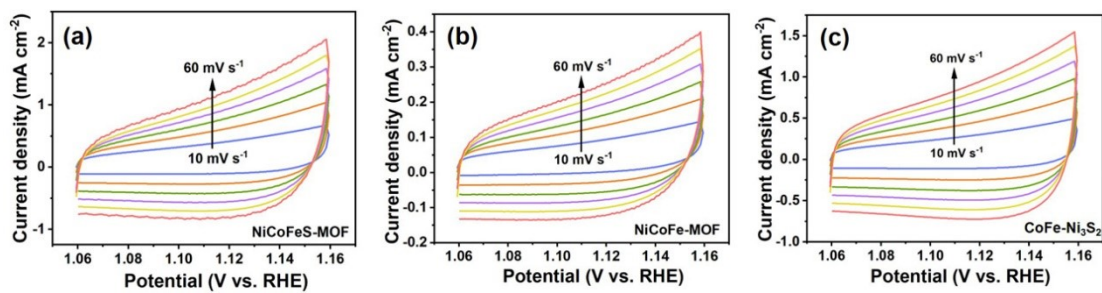 (a)
Current density (mA cm⁻²)
2
1
0
-1
60 mV s⁻¹
10 mV s⁻¹
NiCoFeS-MOF
1.06 1.08 1.10 1.12 1.14 1.16
Potential (V vs. RHE)
(b)
Current density (mA cm⁻²)
0.4
0.3
0.2
0.1
-0.0
-0.1
-0.2
60 mV s⁻¹
10 mV s⁻¹
NiCoFe-MOF
1.06 1.08 1.10 1.12 1.14 1.16
Potential (V vs. RHE)
(c)
Current density (mA cm⁻²)
1.5
1.0
0.5
0.0
-0.5
-1.0
60 mV s⁻¹
10 mV s⁻¹
CoFe-Ni₃S₂
1.06 1.08 1.10 1.12 1.14 1.16
Potential (V vs. RHE)